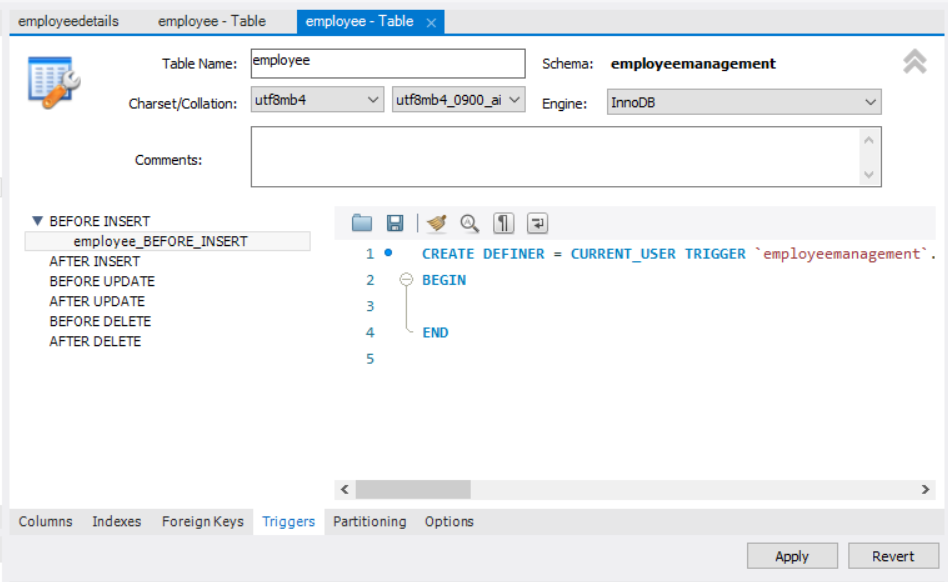 employeedetails employee - Table employee - Table ×
Table Name: employee Schema: employeemanagement
Charset/Collation: utf8mb4 utf8mb4_0900_ai Engine: InnoDB
Comments:
BEFORE INSERT
employee_BEFORE_INSERT
AFTER INSERT
BEFORE UPDATE
AFTER UPDATE
BEFORE DELETE
AFTER DELETE
1 CREATE DEFINER = CURRENT_USER TRIGGER `employeemanagement`.
2 BEGIN
3
4 END
5
Columns Indexes Foreign Keys Triggers Partitioning Options
Apply Revert